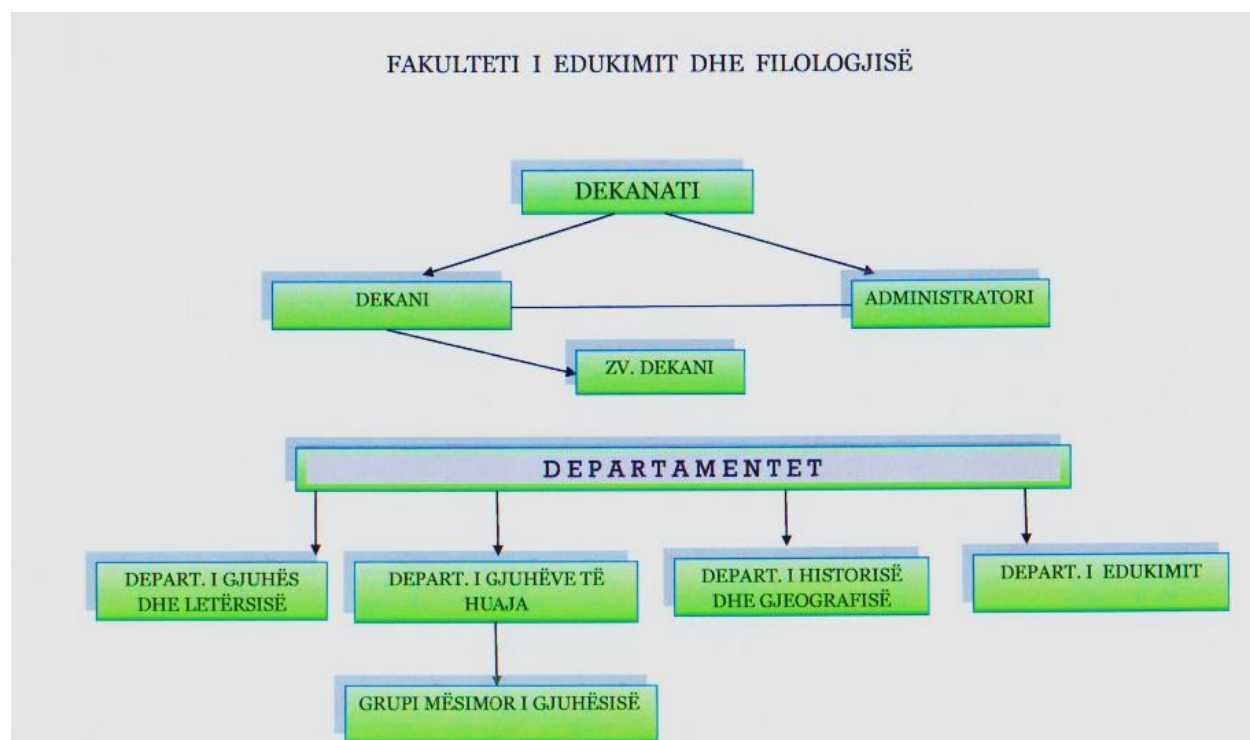 FAKULTETI I EDUKIMIT DHE FILOLOGJISË
DEKANATI
DEKANI
ADMINISTRATORI
ZV. DEKANI
DEPARTAMENTET
DEPART. I GJUHËS
DHE LETËRSISË
DEPART. I GJUHËVE TË
HUAJA
DEPART. I HISTORISË
DHE GJEOGRAFISË
DEPART. I EDUKIMIT
GRUPI MËSIMOR I GJUHËSISË